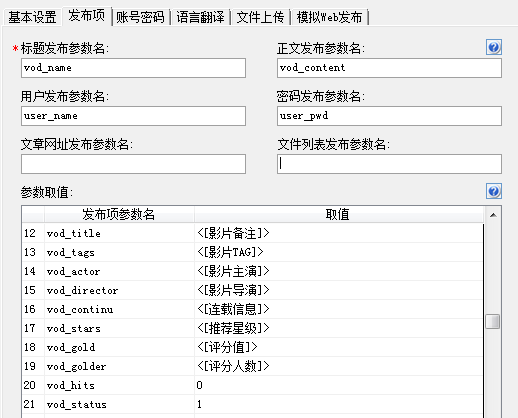 基本设置 发布项 账号密码 语言翻译 文件上传 模拟Web发布
*标题发布参数名: 正文发布参数名:
vod_name vod_content
用户发布参数名: 密码发布参数名:
user_name user_pwd
文章网址发布参数名: 文件列表发布参数名:
参数取值:
发布项参数名 取值
12 vod_title <[影片备注]>
13 vod_tags <[影片TAG]>
14 vod_actor <[影片主演]>
15 vod_director <[影片导演]>
16 vod_continu <[连载信息]>
17 vod_stars <[推荐星级]>
18 vod_gold <[评分值]>
19 vod_golder <[评分人数]>
20 vod_hits 0
21 vod_status 1